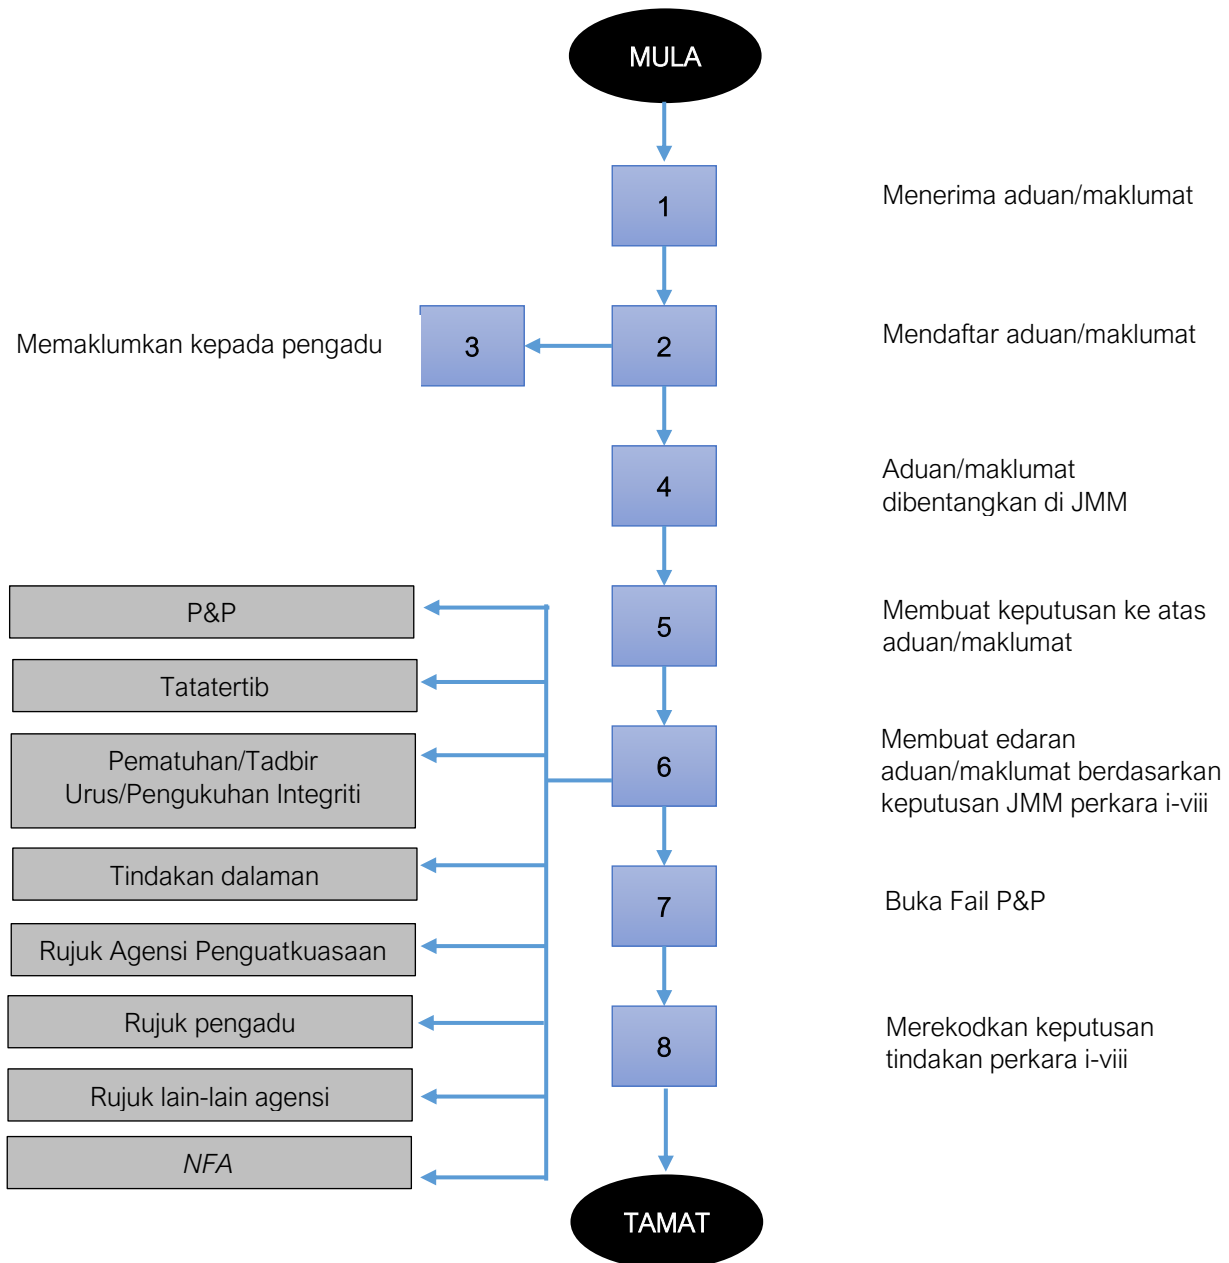 MULA
1
Menerima aduan/maklumat
Memaklumkan kepada pengadu
3
2
Mendaftar aduan/maklumat
4
Aduan/maklumat
dibentangkan di JMM
P&P
5
Membuat keputusan ke atas
aduan/maklumat
Tatatertib
Pematuhan/Tadbir
Urus/Pengukuhan Integriti
6
Membuat edaran
aduan/maklumat berdasarkan
keputusan JMM perkara i-viii
Tindakan dalaman
7
Buka Fail P&P
Rujuk Agensi Penguatkuasaan
Rujuk pengadu
8
Merekodkan keputusan
tindakan perkara i-viii
Rujuk lain-lain agensi
NFA
TAMAT